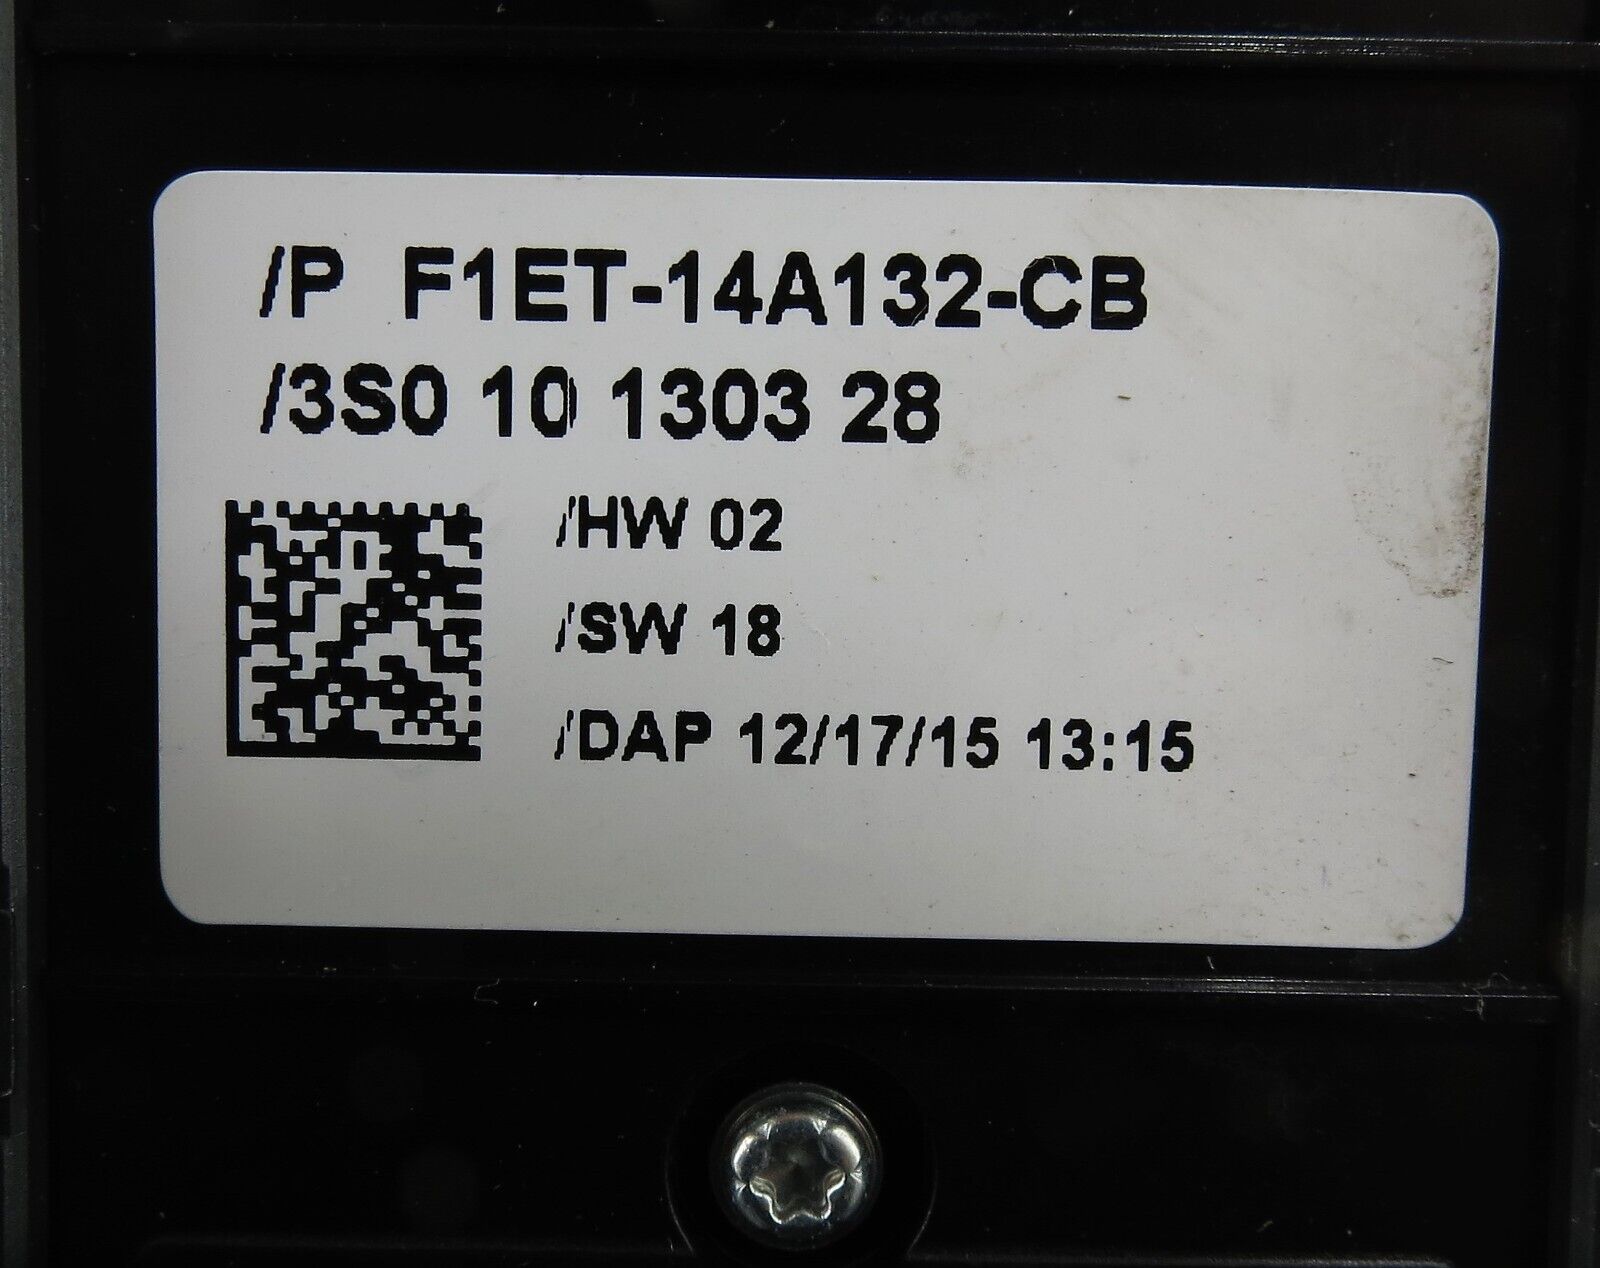 /P F1ET-14A132-CB
/3S0 10 1303 28
/HW 02
/SW 18
/DAP 12/17/15 13:15